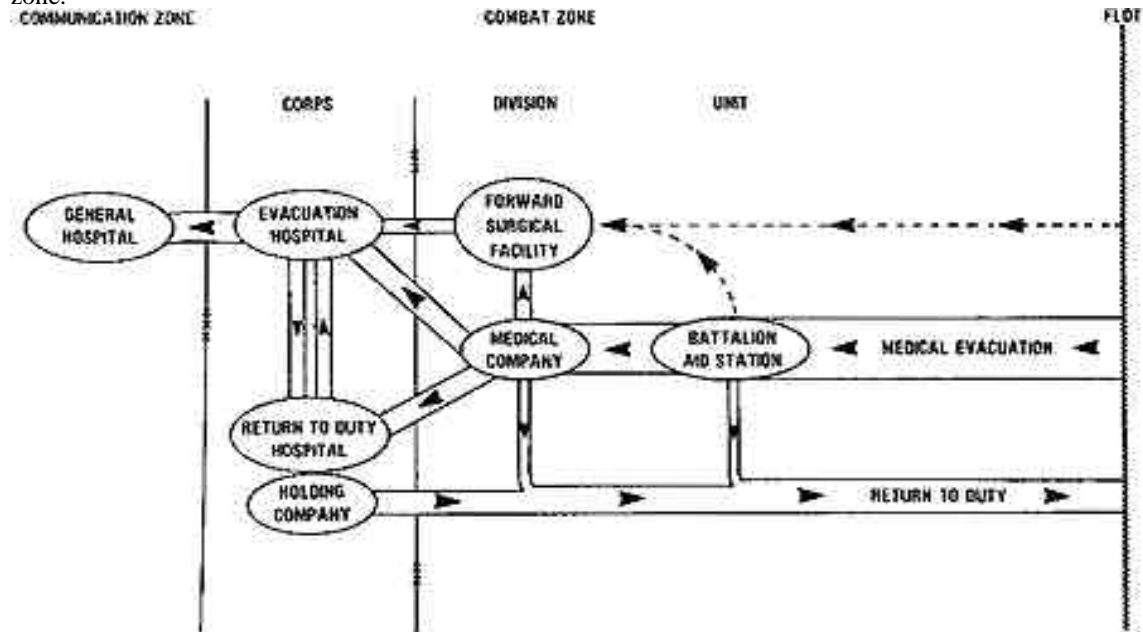 zone.
COMMUNICATION ZONE
COMBAT ZONE
FLOT
CORPS
DIVISION
UNIT
GENERAL
HOSPITAL
EVACUATION
HOSPITAL
FORWARD
SURGICAL
FACILITY
MEDICAL
COMPANY
BATTALION
AID STATION
MEDICAL EVACUATION
RETURN TO DUTY
HOSPITAL
HOLDING
COMPANY
RETURN TO DUTY